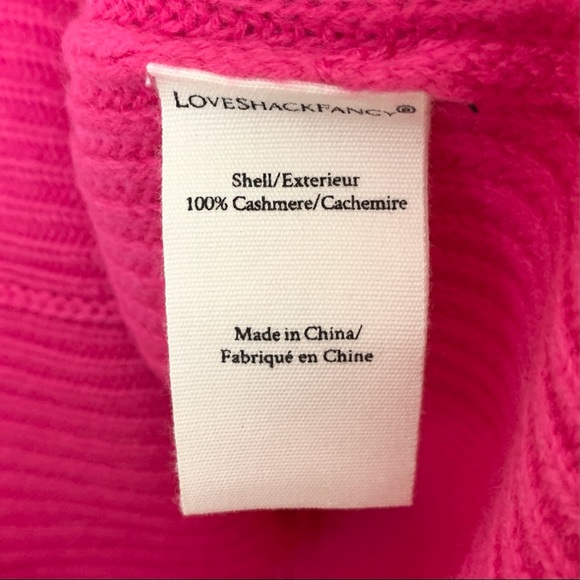 LOVESHACKFANCY®
Shell/Exterieur
100% Cashmere/Cachemire
Made in China/
Fabriqué en Chine